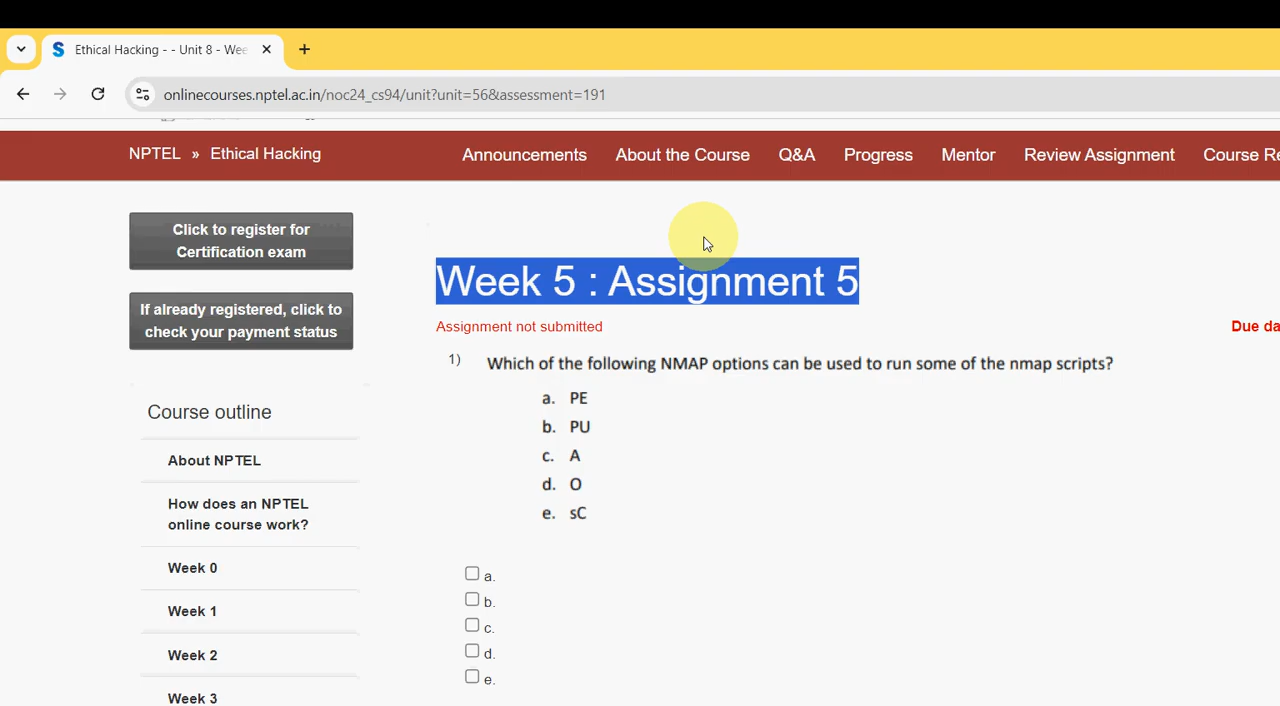 Ethical Hacking - - Unit 8 - Wee
onlinecourses.nptel.ac.in/noc24_cs94/unit?unit=56&assessment=191
NPTEL » Ethical Hacking
Announcements About the Course Q&A Progress Mentor Review Assignment Course Re
Click to register for
Certification exam
If already registered, click to
check your payment status
Course outline
About NPTEL
How does an NPTEL
online course work?
Week 0
Week 1
Week 2
Week 3
Week 5 : Assignment 5
Assignment not submitted Due da
1) Which of the following NMAP options can be used to run some of the nmap scripts?
a. PE
b. PU
c. A
d. O
e. sC
a.
b.
c.
d.
e.